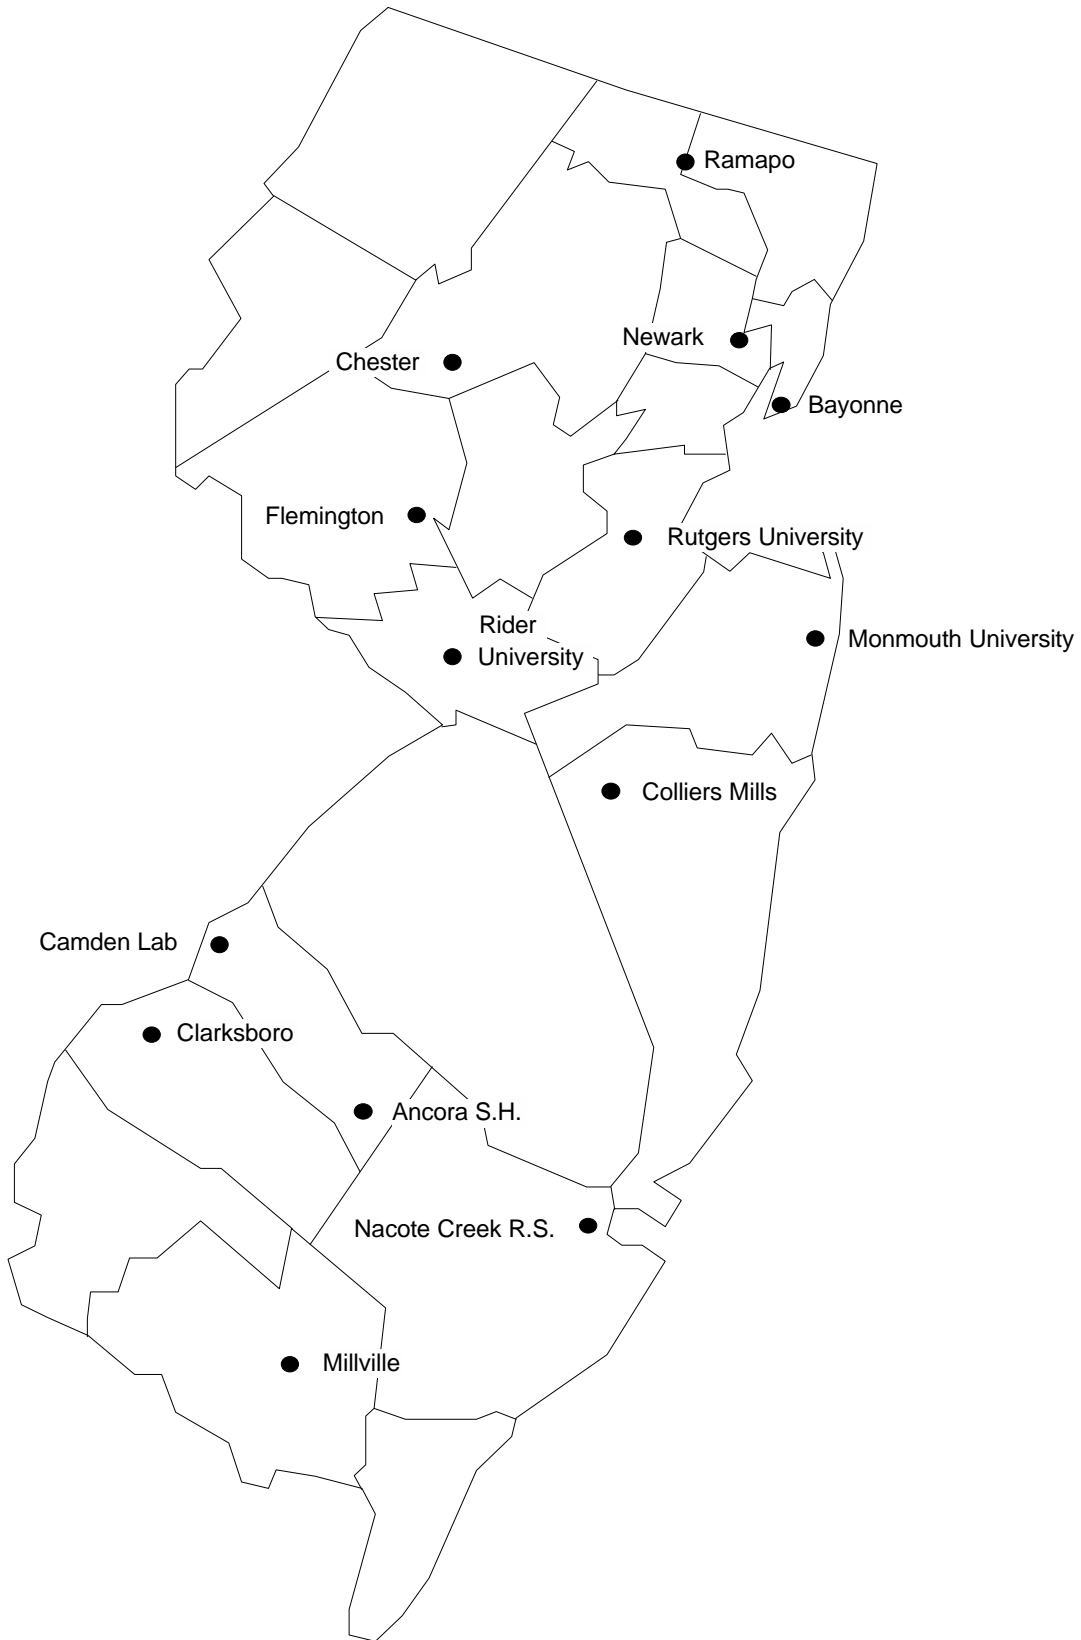 Ramapo
Newark
Chester
Bayonne
Flemington
Rutgers University
Rider
University
Monmouth University
Colliers Mills
Camden Lab
Clarksboro
Ancora S.H.
Nacote Creek R.S.
Millville